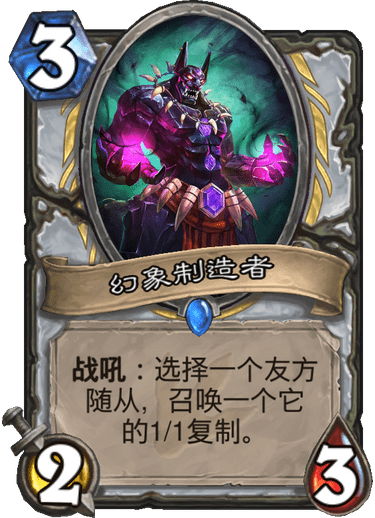 3
幻象制造者
战吼：选择一个友方
随从，召唤一个它
的1/1复制。
2
3